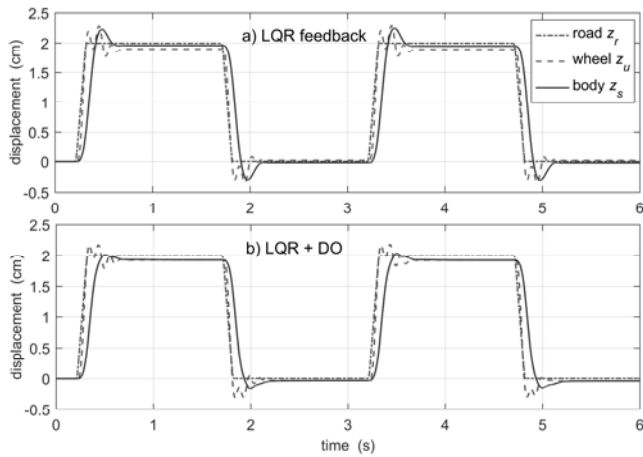 a) LQR feedback
road z_r
wheel z_u
body z_s
displacement (cm)
2.5
2
1.5
1
0.5
0
-0.5
0 1 2 3 4 5 6
b) LQR + DO
displacement (cm)
2.5
2
1.5
1
0.5
0
-0.5
0 1 2 3 4 5 6
time (s)